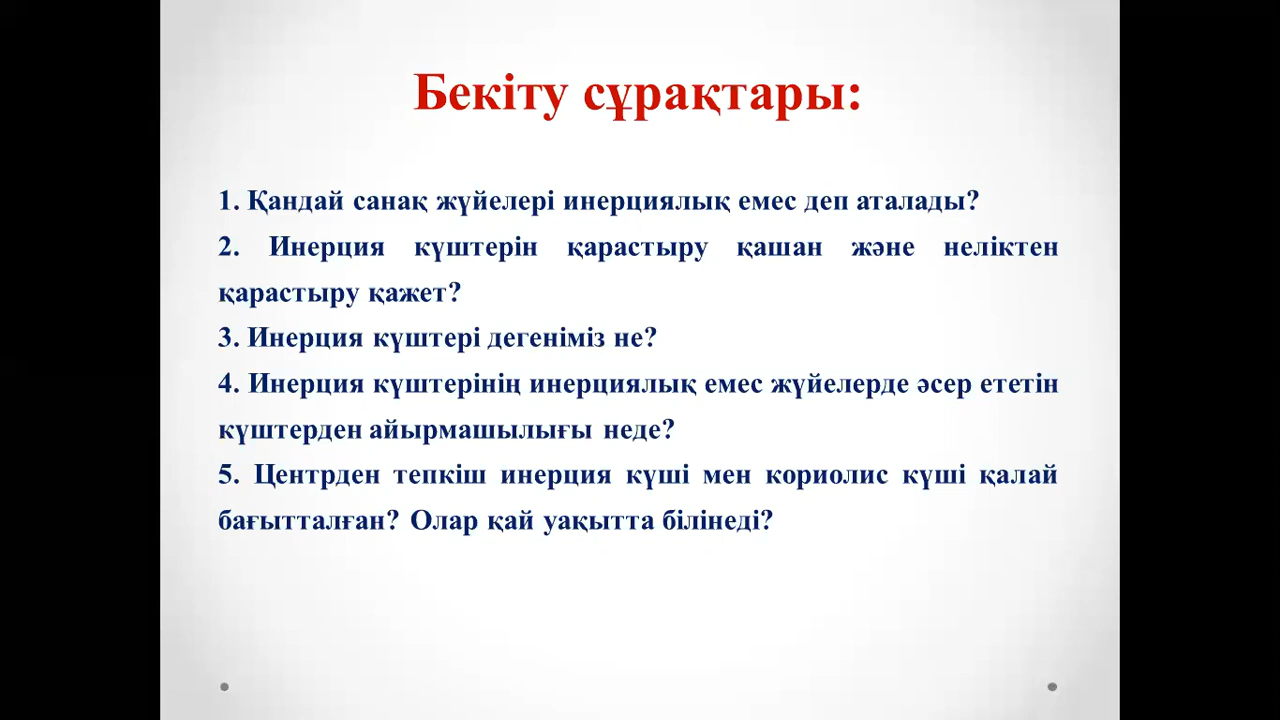 Бекіту сұрақтары:
1. Қандай санақ жүйелері инерциялық емес деп аталады?
2. Инерция күштерін қарастыру қашан және неліктен
қарастыру қажет?
3. Инерция күштері дегеніміз не?
4. Инерция күштерінің инерциялық емес жүйелерде әсер ететін
күштерден айырмашылығы неде?
5. Центрден тепкіш инерция күші мен кориолис күші қалай
бағытталған? Олар қай уақытта білінеді?